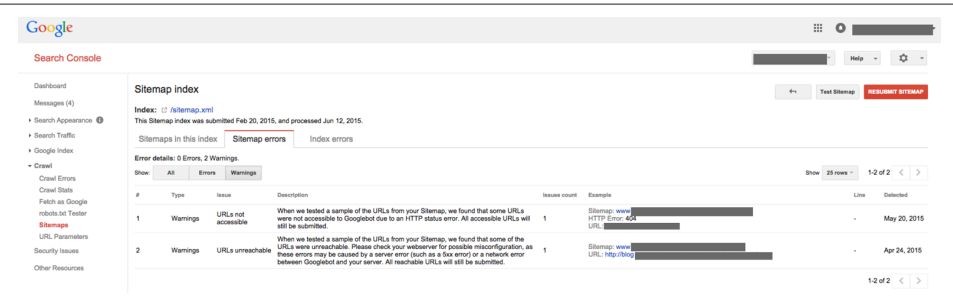 Google
Search Console
Help
Dashboard
Messages (4)
Search Appearance
Search Traffic
Google Index
Crawl
Crawl Errors
Crawl Stats
Fetch as Google
robots.txt Tester
Sitemaps
URL Parameters
Security Issues
Other Resources
Sitemap index
Test Sitemap
RESUBMIT SITEMAP
Index: /sitemap.xml
This Sitemap index was submitted Feb 20, 2015, and processed Jun 12, 2015.
Sitemaps in this index Sitemap errors Index errors
Error details: 0 Errors, 2 Warnings.
Show: All Errors Warnings Show 25 rows 1-2 of 2
# Type Issue Description Issues count Example Line Detected
1 Warnings
URLs not
accessible
When we tested a sample of the URLs from your Sitemap, we found that some URLs
were not accessible to Googlebot due to an HTTP status error. All accessible URLs will
still be submitted.
1
Sitemap: www
HTTP Error: 404
URL:
- May 20, 2015
2 Warnings URLs unreachable
When we tested a sample of the URLs from your Sitemap, we found that some of the
URLs were unreachable. Please check your webserver for possible misconfiguration, as
these errors may be caused by a server error (such as a 5xx error) or a network error
between Googlebot and your server. All reachable URLs will still be submitted.
1
Sitemap: www
URL: http://blog
- Apr 24, 2015
1-2 of 2